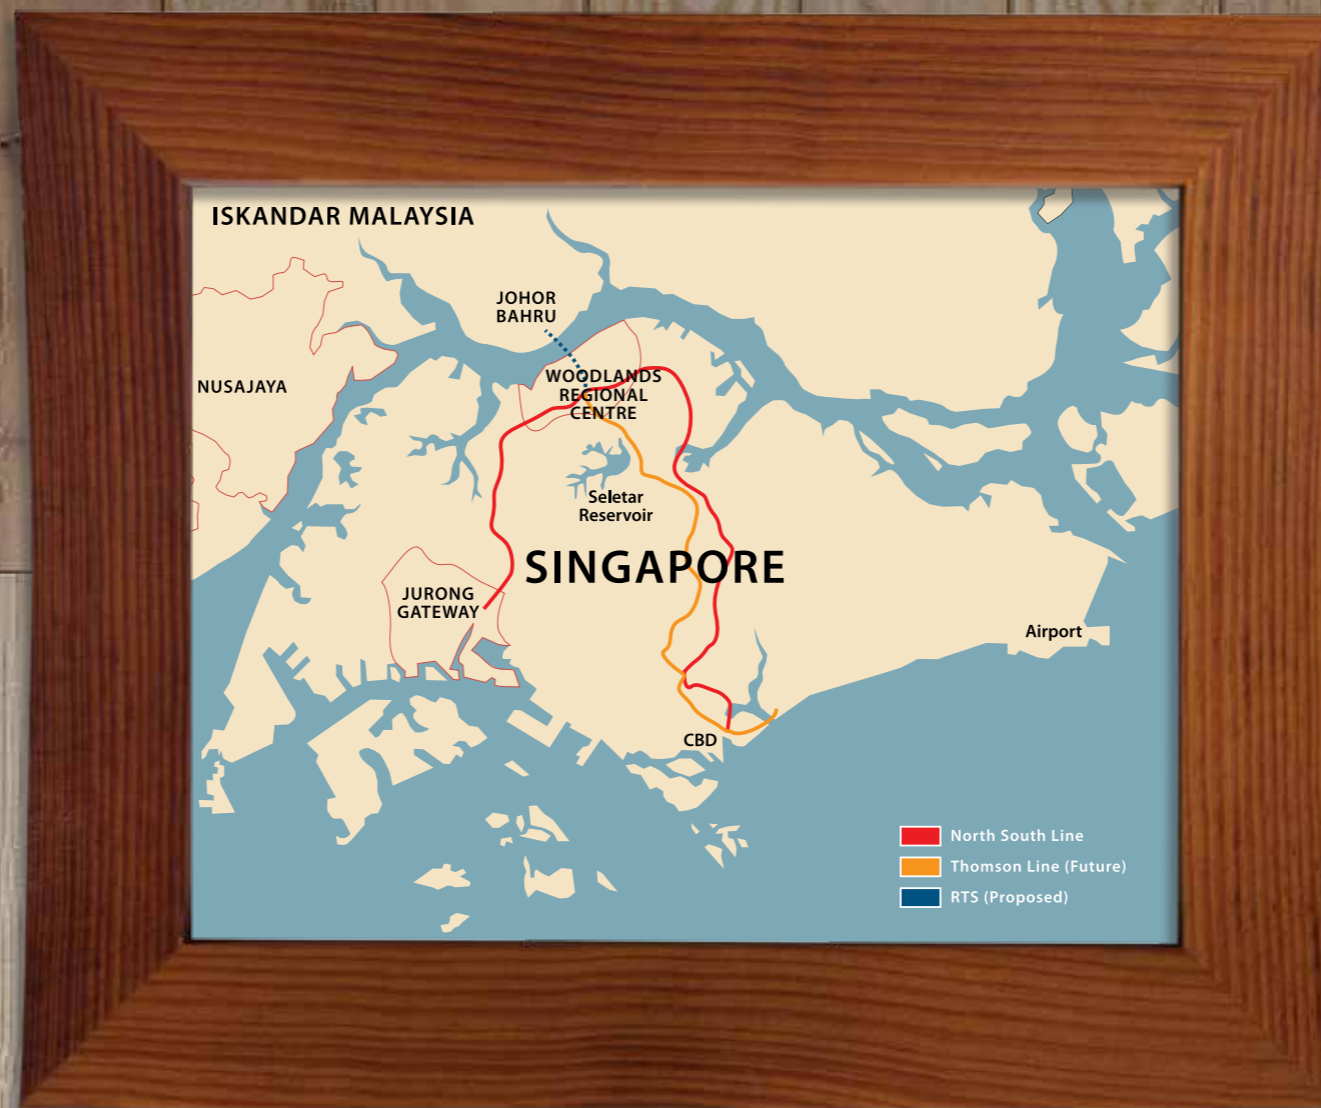 ISKANDAR MALAYSIA
JOHOR
BAHRU
NUSAJAYA
WOODLANDS
REGIONAL
CENTRE
Seletar
Reservoir
SINGAPORE
JURONG
GATEWAY
Airport
CBD
North South Line
Thomson Line (Future)
RTS (Proposed)